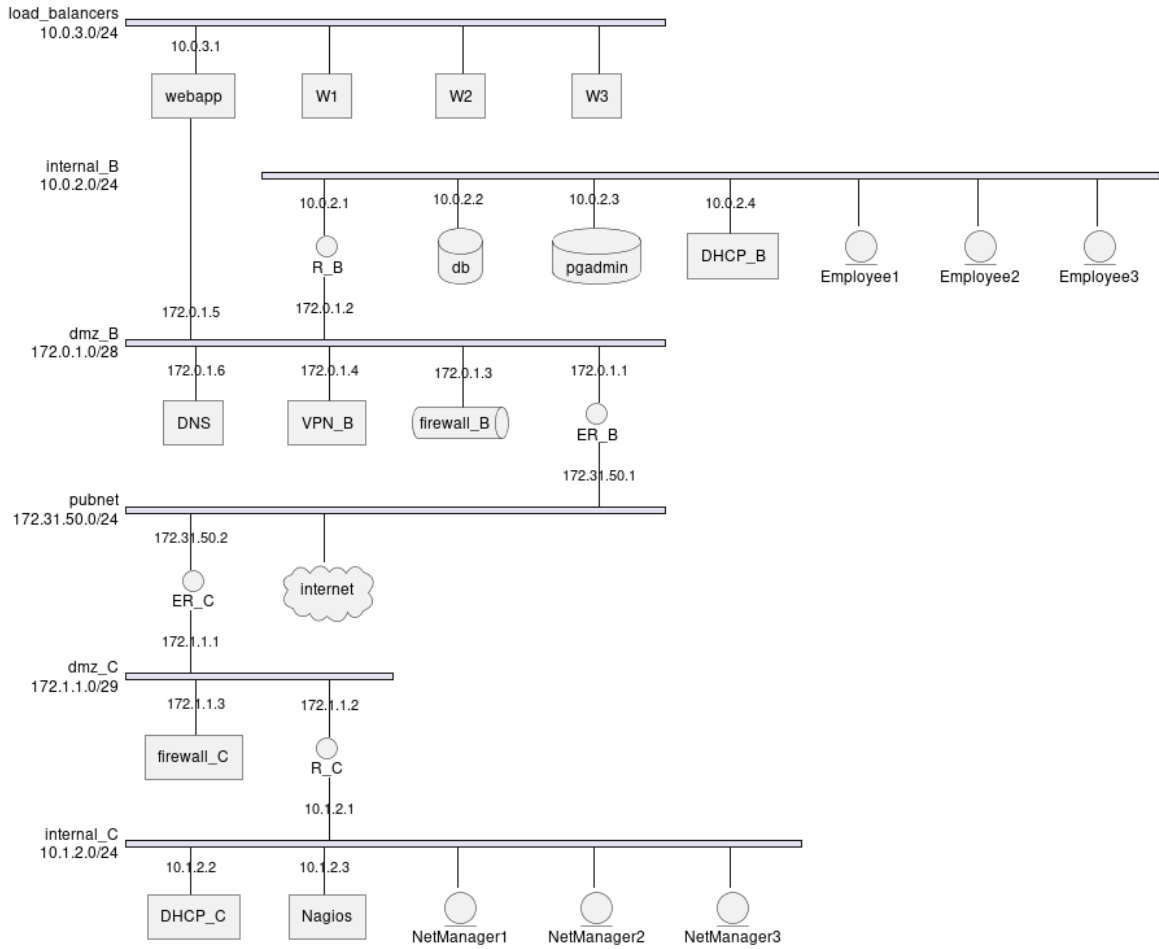 load_balancers
10.0.3.0/24
10.0.3.1
webapp
W1
W2
W3
internal_B
10.0.2.0/24
10.0.2.1
10.0.2.2
10.0.2.3
10.0.2.4
R_B
db
pgadmin
DHCP_B
Employee1
Employee2
Employee3
172.0.1.5
172.0.1.2
dmz_B
172.0.1.0/28
172.0.1.6
172.0.1.4
172.0.1.3
172.0.1.1
DNS
VPN_B
firewall_B
ER_B
172.31.50.1
pubnet
172.31.50.0/24
172.31.50.2
ER_C
internet
172.1.1.1
dmz_C
172.1.1.0/29
172.1.1.3
172.1.1.2
firewall_C
R_C
10.1.2.1
internal_C
10.1.2.0/24
10.1.2.2
10.1.2.3
DHCP_C
Nagios
NetManager1
NetManager2
NetManager3